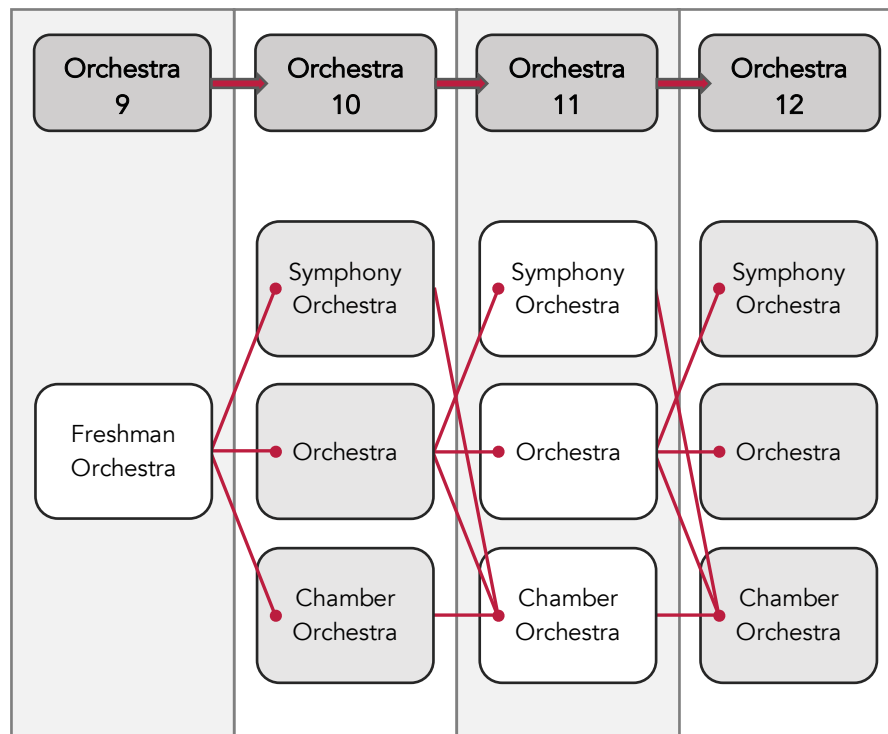 Orchestra
9
Orchestra
10
Orchestra
11
Orchestra
12
Symphony
Orchestra
Symphony
Orchestra
Symphony
Orchestra
Freshman
Orchestra
Orchestra
Orchestra
Orchestra
Chamber
Orchestra
Chamber
Orchestra
Chamber
Orchestra